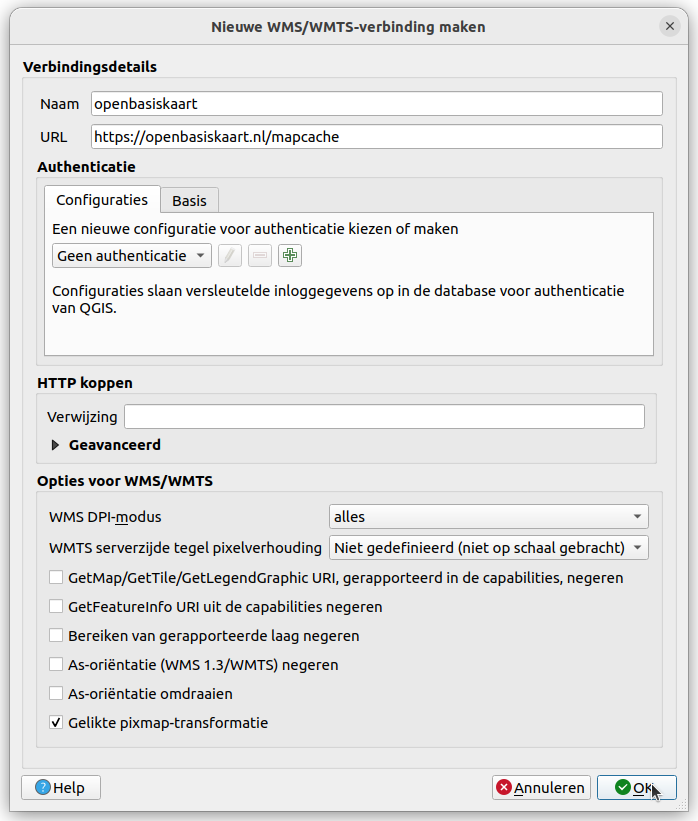 Nieuwe WMS/WMTS-verbinding maken
Verbindingsdetails
Naam openbasiskaart
URL https://openbasiskaart.nl/mapcache
Authenticatie
Configuraties Basis
Een nieuwe configuratie voor authenticatie kiezen of maken
Geen authenticatie
Configuraties slaan versleutelde inloggegevens op in de database voor authenticatie
van QGIS.
HTTP koppen
Verwijzing
Geavanceerd
Opties voor WMS/WMTS
WMS DPI-modus alles
WMTS serverzijde tegel pixelverhouding Niet gedefinieerd (niet op schaal gebracht)
GetMap/GetTile/GetLegendGraphic URI, gerapporteerd in de capabilities, negeren
GetFeatureInfo URI uit de capabilities negeren
Bereiken van gerapporteerde laag negeren
As-oriëntatie (WMS 1.3/WMTS) negeren
As-oriëntatie omdraaien
Gelikte pixmap-transformatie
Help Annuleren OK